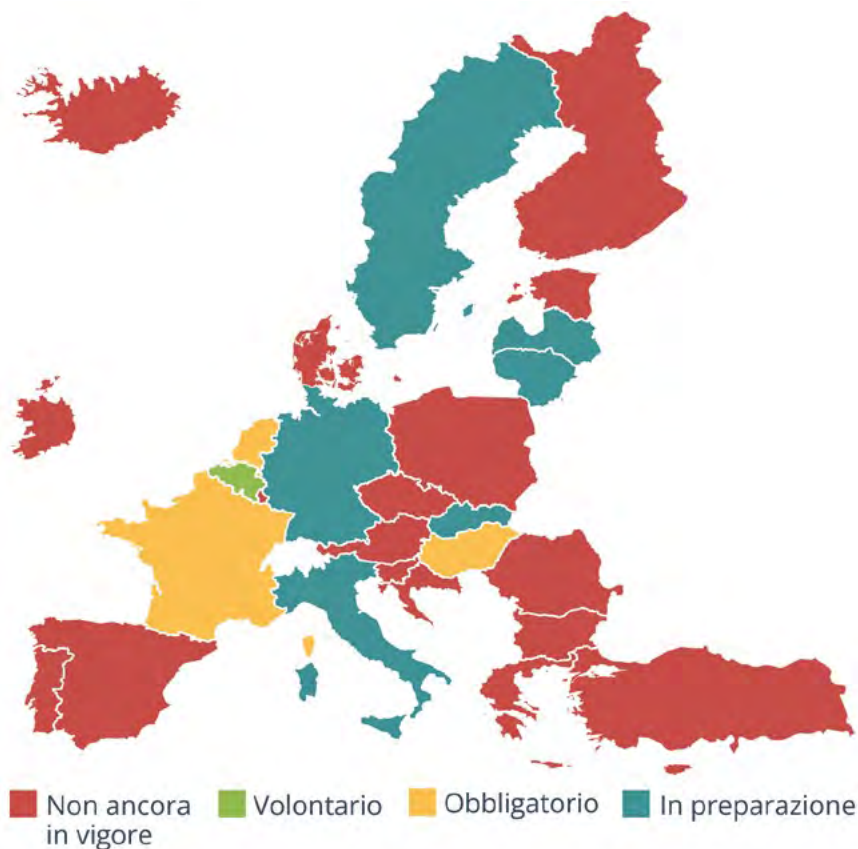 Non ancora
in vigore
Volontario
Obbligatorio
In preparazione